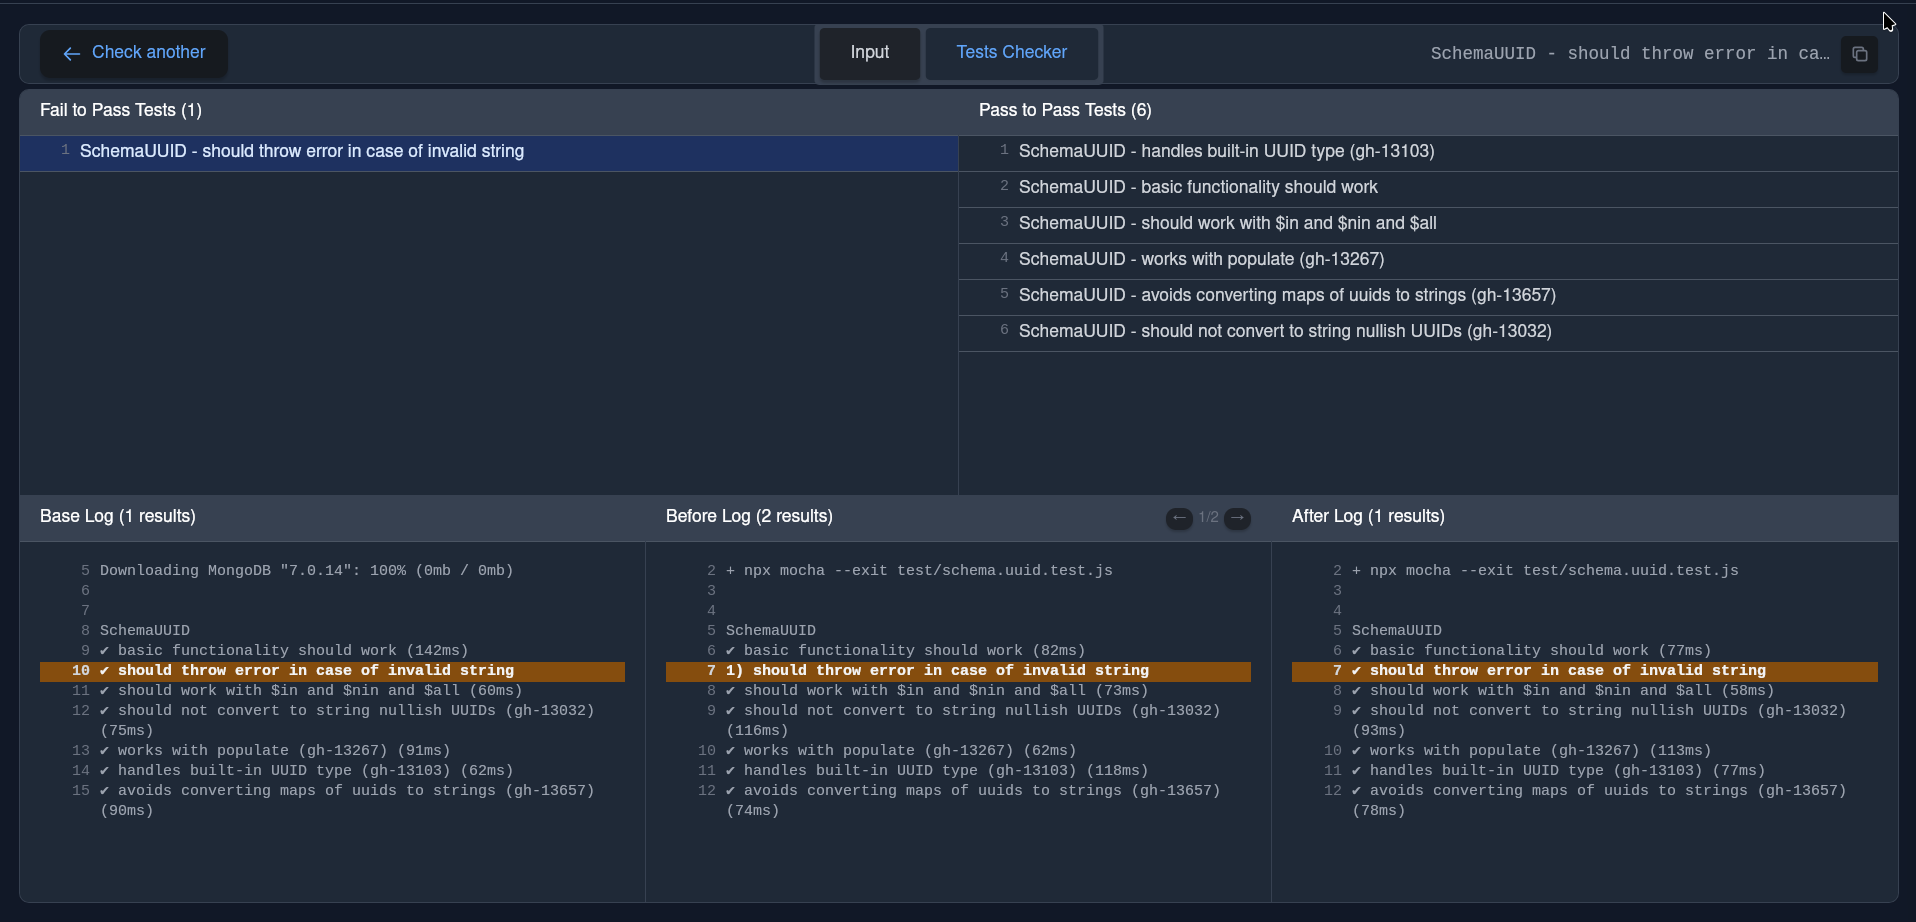 ← Check another
Input
Tests Checker
SchemaUUID - should throw error in ca…
Fail to Pass Tests (1)
1 SchemaUUID - should throw error in case of invalid string
Pass to Pass Tests (6)
1 SchemaUUID - handles built-in UUID type (gh-13103)
2 SchemaUUID - basic functionality should work
3 SchemaUUID - should work with $in and $nin and $all
4 SchemaUUID - works with populate (gh-13267)
5 SchemaUUID - avoids converting maps of uuids to strings (gh-13657)
6 SchemaUUID - should not convert to string nullish UUIDs (gh-13032)
Base Log (1 results)
5 Downloading MongoDB "7.0.14": 100% (0mb / 0mb)
6
7
8 SchemaUUID
9 ✔ basic functionality should work (142ms)
10 ✔ should throw error in case of invalid string
11 ✔ should work with $in and $nin and $all (60ms)
12 ✔ should not convert to string nullish UUIDs (gh-13032)
(75ms)
13 ✔ works with populate (gh-13267) (91ms)
14 ✔ handles built-in UUID type (gh-13103) (62ms)
15 ✔ avoids converting maps of uuids to strings (gh-13657)
(90ms)
Before Log (2 results)
← 1/2 →
2 + npx mocha --exit test/schema.uuid.test.js
3
4
5 SchemaUUID
6 ✔ basic functionality should work (82ms)
7 1) should throw error in case of invalid string
8 ✔ should work with $in and $nin and $all (73ms)
9 ✔ should not convert to string nullish UUIDs (gh-13032)
(116ms)
10 ✔ works with populate (gh-13267) (62ms)
11 ✔ handles built-in UUID type (gh-13103) (118ms)
12 ✔ avoids converting maps of uuids to strings (gh-13657)
(74ms)
After Log (1 results)
2 + npx mocha --exit test/schema.uuid.test.js
3
4
5 SchemaUUID
6 ✔ basic functionality should work (77ms)
7 ✔ should throw error in case of invalid string
8 ✔ should work with $in and $nin and $all (58ms)
9 ✔ should not convert to string nullish UUIDs (gh-13032)
(93ms)
10 ✔ works with populate (gh-13267) (113ms)
11 ✔ handles built-in UUID type (gh-13103) (77ms)
12 ✔ avoids converting maps of uuids to strings (gh-13657)
(78ms)